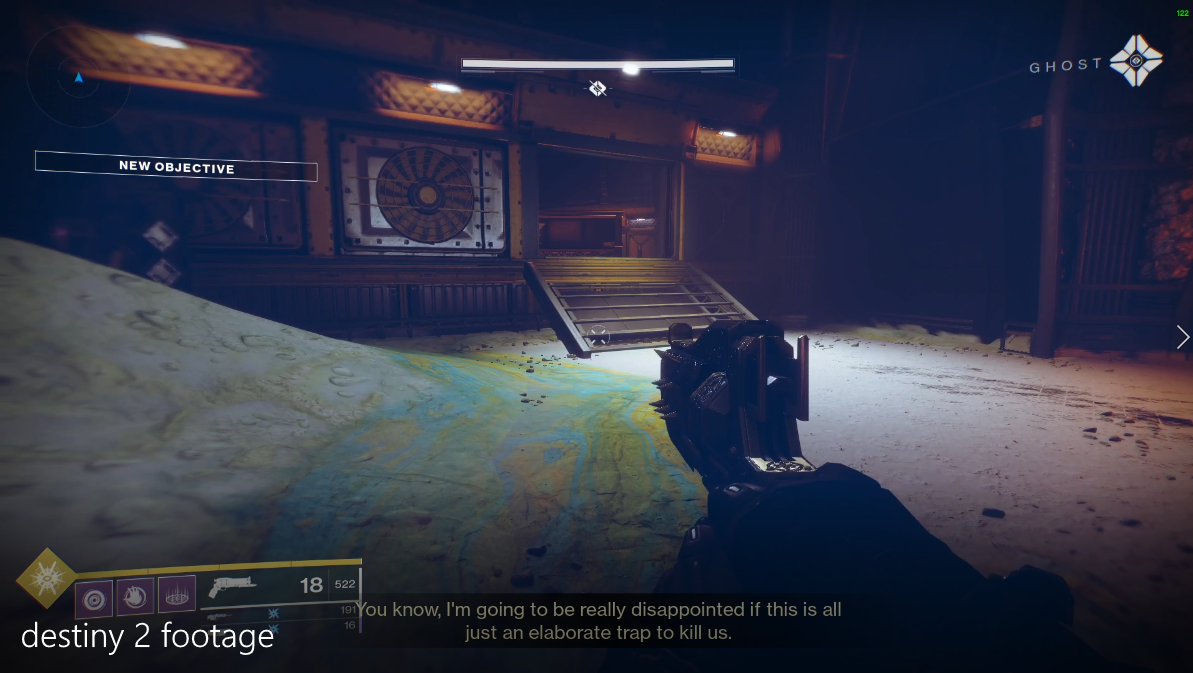 122
GHOST
NEW OBJECTIVE
18 522
191
16
You know, I'm going to be really disappointed if this is all
just an elaborate trap to kill us.
destiny 2 footage